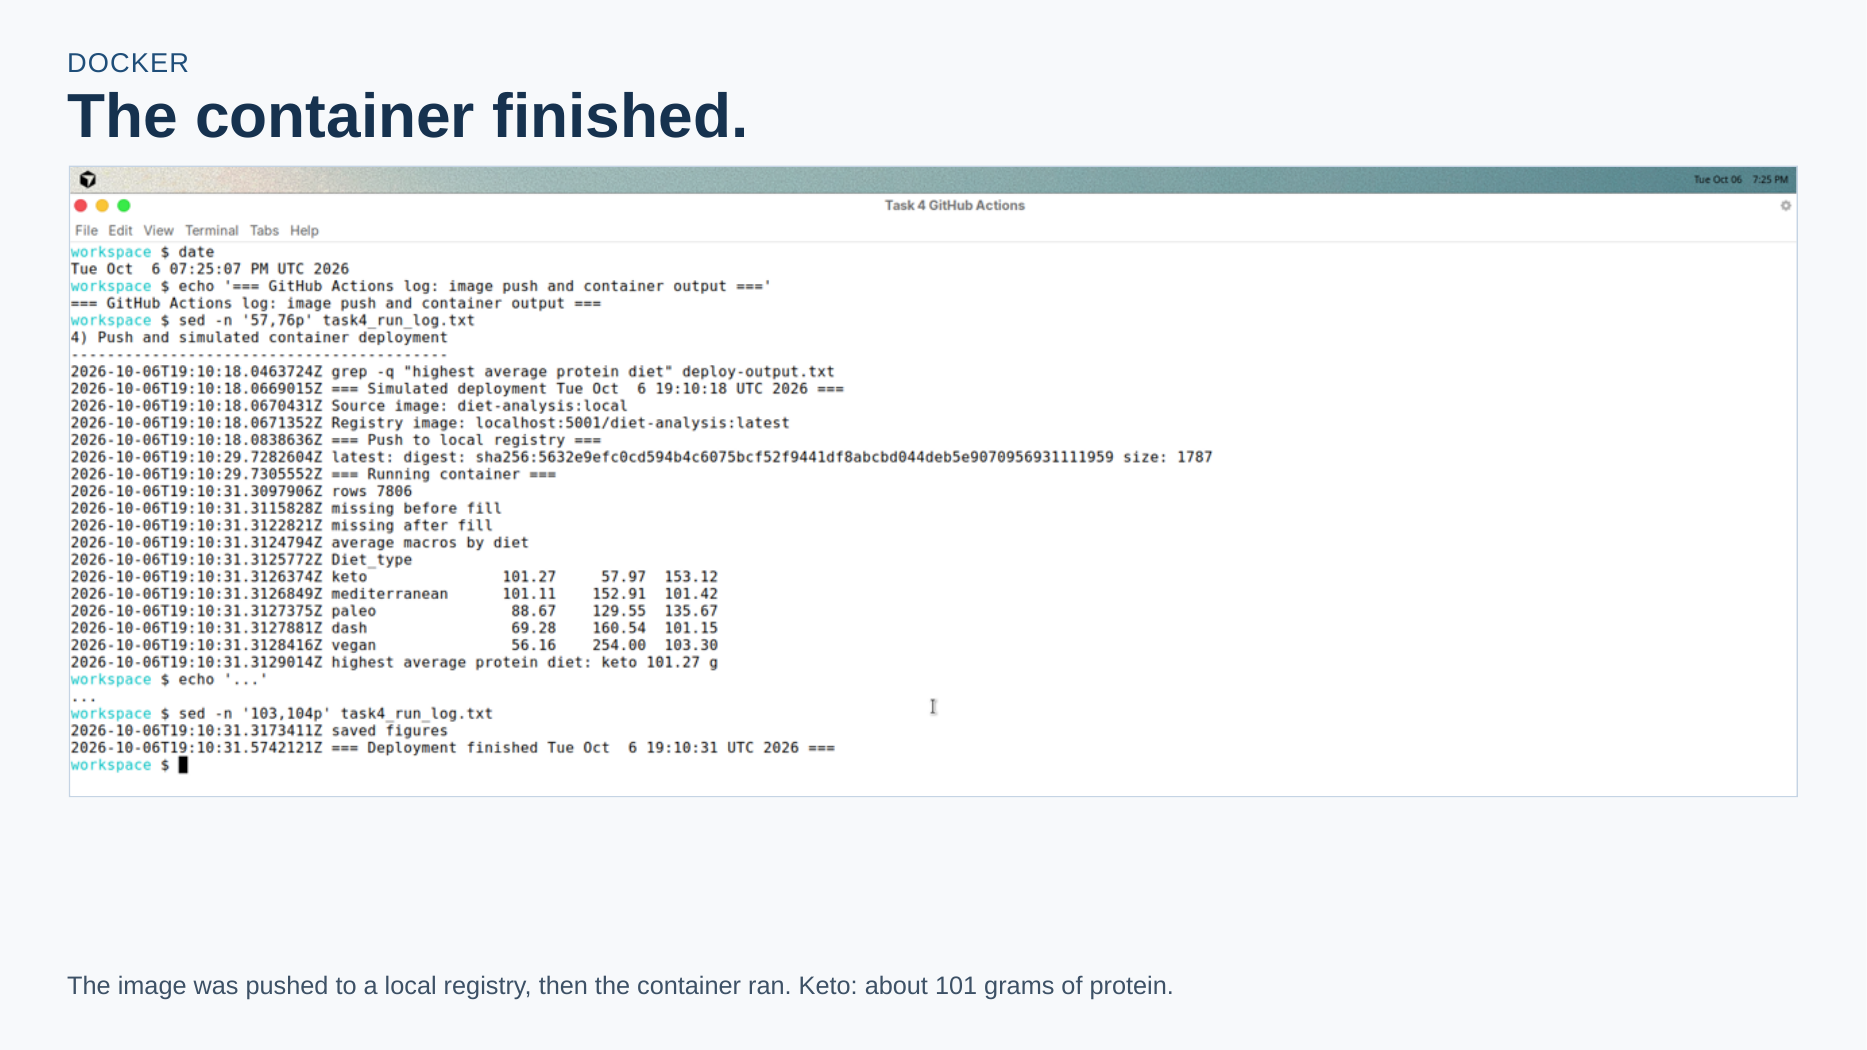 DOCKER
The container finished.
Tue Oct 06 7:25 PM
Task 4 GitHub Actions
File Edit View Terminal Tabs Help
workspace $ date
Tue Oct  6 07:25:07 PM UTC 2026
workspace $ echo '=== GitHub Actions log: image push and container output ==='
=== GitHub Actions log: image push and container output ===
workspace $ sed -n '57,76p' task4_run_log.txt
4) Push and simulated container deployment
------------------------------------------
2026-10-06T19:10:18.0463724Z grep -q "highest average protein diet" deploy-output.txt
2026-10-06T19:10:18.0669015Z === Simulated deployment Tue Oct  6 19:10:18 UTC 2026 ===
2026-10-06T19:10:18.0670431Z Source image: diet-analysis:local
2026-10-06T19:10:18.0671352Z Registry image: localhost:5001/diet-analysis:latest
2026-10-06T19:10:18.0838636Z === Push to local registry ===
2026-10-06T19:10:29.7282604Z latest: digest: sha256:5632e9efc0cd594b4c6075bcf52f9441df8abcbd044deb5e9070956931111959 size: 1787
2026-10-06T19:10:29.7305552Z === Running container ===
2026-10-06T19:10:31.3097906Z rows 7806
2026-10-06T19:10:31.3115828Z missing before fill
2026-10-06T19:10:31.3122821Z missing after fill
2026-10-06T19:10:31.3124794Z average macros by diet
2026-10-06T19:10:31.3125772Z Diet_type
2026-10-06T19:10:31.3126374Z keto               101.27     57.97  153.12
2026-10-06T19:10:31.3126849Z mediterranean      101.11    152.91  101.42
2026-10-06T19:10:31.3127375Z paleo               88.67    129.55  135.67
2026-10-06T19:10:31.3127881Z dash                69.28    160.54  101.15
2026-10-06T19:10:31.3128416Z vegan               56.16    254.00  103.30
2026-10-06T19:10:31.3129014Z highest average protein diet: keto 101.27 g
workspace $ echo '...'
...
workspace $ sed -n '103,104p' task4_run_log.txt
2026-10-06T19:10:31.3173411Z saved figures
2026-10-06T19:10:31.5742121Z === Deployment finished Tue Oct  6 19:10:31 UTC 2026 ===
workspace $
The image was pushed to a local registry, then the container ran. Keto: about 101 grams of protein.